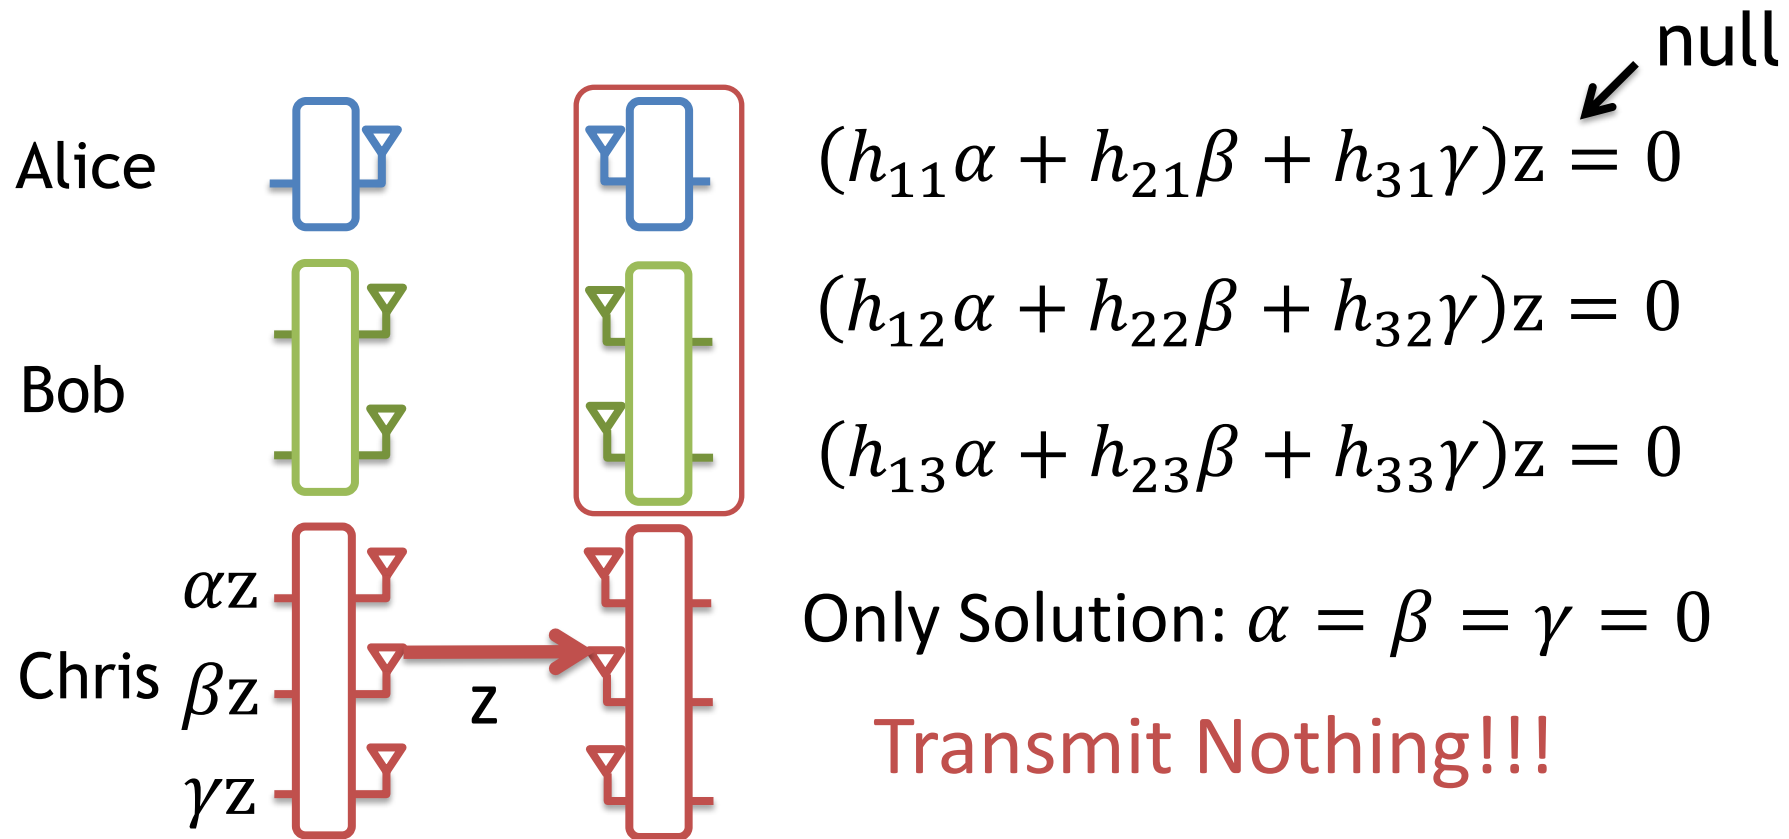 null
Alice
(h₁₁α + h₂₁β + h₃₁γ)z = 0
(h₁₂α + h₂₂β + h₃₂γ)z = 0
Bob
(h₁₃α + h₂₃β + h₃₃γ)z = 0
αz
Only Solution: α = β = γ = 0
Chris
βz
z
Transmit Nothing!!!
γz